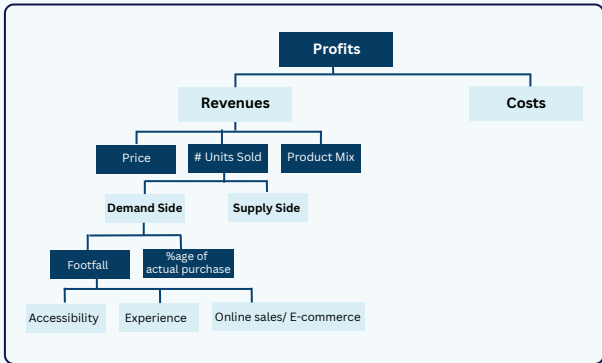 Profits
Revenues
Costs
Price
# Units Sold
Product Mix
Demand Side
Supply Side
Footfall
%age of
actual purchase
Accessibility
Experience
Online sales/ E-commerce